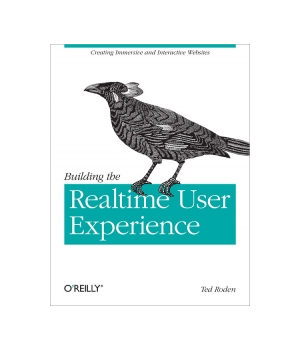 Creating Immersive and Interactive Websites
Building the
Realtime User
Experience
O'REILLY®
Ted Roden